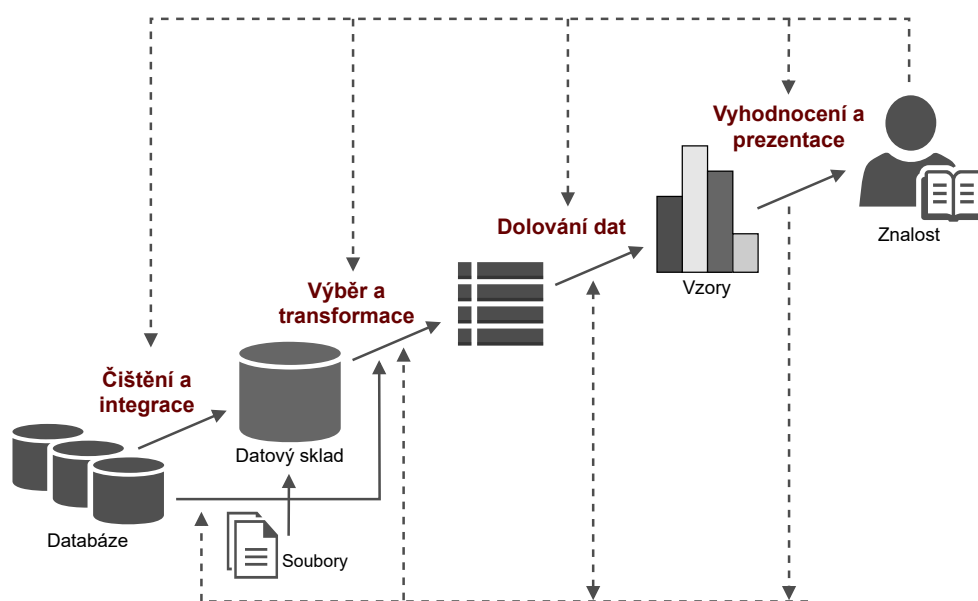 Vyhodnocení a
prezentace
Znalost
Dolování dat
Vzory
Výběr a
transformace
Čištění a
integrace
Datový sklad
Databáze
Soubory